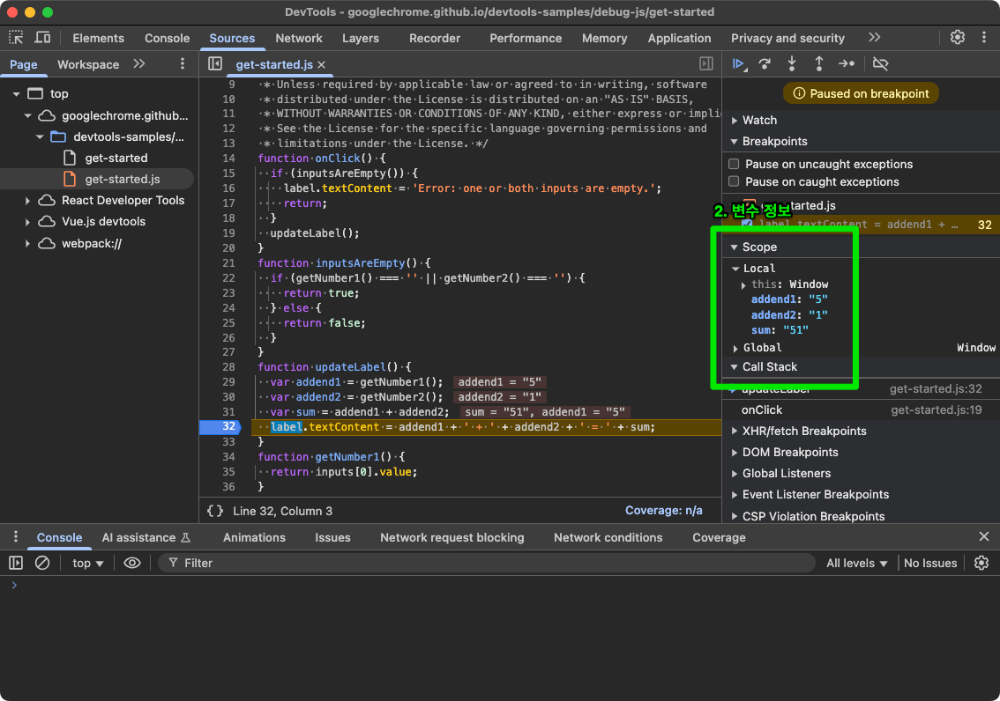 DevTools - googlechrome.github.io/devtools-samples/debug-js/get-started
Elements Console Sources Network Layers Recorder Performance Memory Application Privacy and security
Page Workspace
get-started.js
top
googlechrome.github...
devtools-samples/...
get-started
get-started.js
React Developer Tools
Vue.js devtools
webpack://
9 * Unless required by applicable law or agreed to in writing, software
10 * distributed under the License is distributed on an "AS IS" BASIS,
11 * WITHOUT WARRANTIES OR CONDITIONS OF ANY KIND, either express or impli
12 * See the License for the specific language governing permissions and
13 * limitations under the License. */
14 function onClick() {
15 if (inputsAreEmpty()) {
16 label.textContent = 'Error: one or both inputs are empty.';
17 return;
18 }
19 updateLabel();
20 }
21 function inputsAreEmpty() {
22 if (getNumber1() === '' || getNumber2() === '') {
23 return true;
24 } else {
25 return false;
26 }
27 }
28 function updateLabel() {
29 var addend1 = getNumber1(); addend1 = "5"
30 var addend2 = getNumber2(); addend2 = "1"
31 var sum = addend1 + addend2; sum = "51", addend1 = "5"
32 label.textContent = addend1 + ' + ' + addend2 + ' = ' + sum;
33 }
34 function getNumber1() {
35 return inputs[0].value;
36 }
{} Line 32, Column 3 Coverage: n/a
Paused on breakpoint
Watch
Breakpoints
Pause on uncaught exceptions
Pause on caught exceptions
2. 변수 정보
label.textContent = addend1 + … 32
Scope
Local
this: Window
addend1: "5"
addend2: "1"
sum: "51"
Global Window
Call Stack
updateLabel get-started.js:32
onClick get-started.js:19
XHR/fetch Breakpoints
DOM Breakpoints
Global Listeners
Event Listener Breakpoints
CSP Violation Breakpoints
Console AI assistance Animations Issues Network request blocking Network conditions Coverage
top Filter All levels No Issues